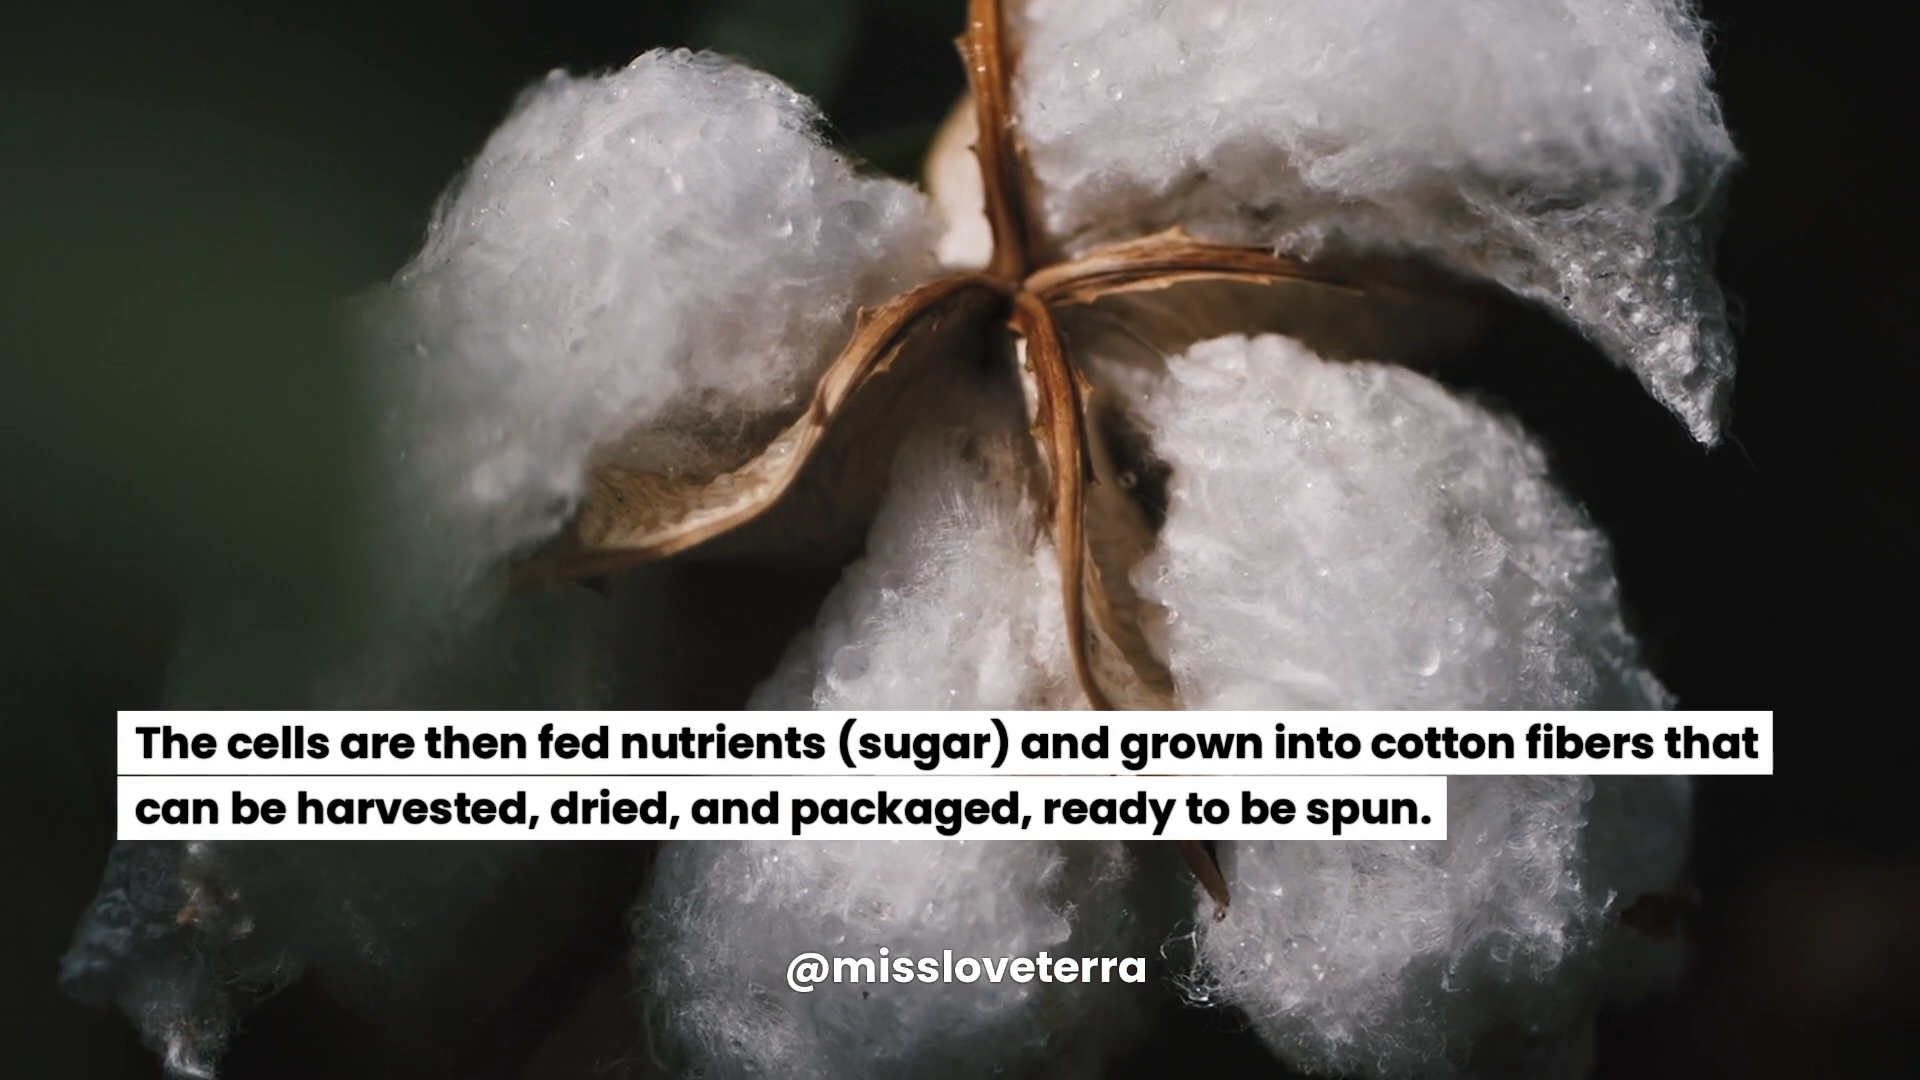 The cells are then fed nutrients (sugar) and grown into cotton fibers that
can be harvested, dried, and packaged, ready to be spun.
@missloveterra